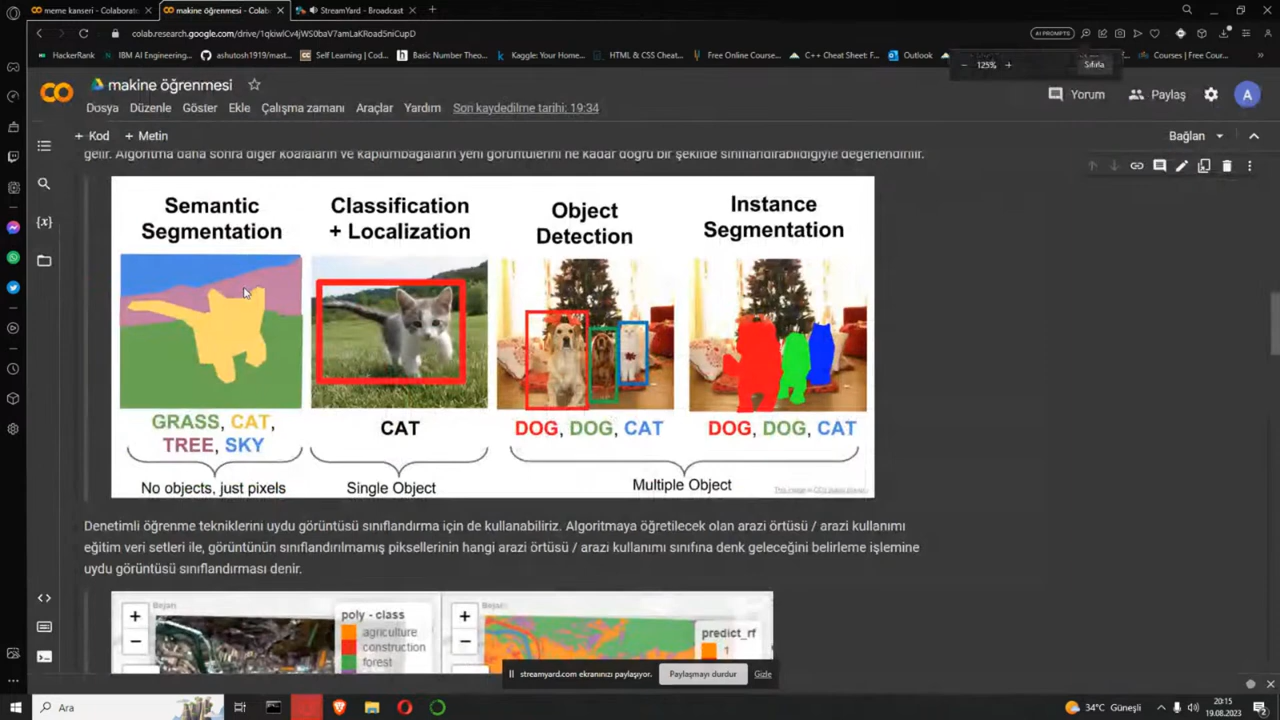 meme kanseri - Colaborato
makine öğrenmesi - Colab
StreamYard - Broadcast
colab.research.google.com/drive/1qkiwlCv4jWS0baV7amLaKRoad5niCupD
AI PROMPTS
HackerRank
IBM AI Engineering...
ashutosh1919/mast...
Self Learning | Cod...
Basic Number Theor...
Kaggle: Your Home...
HTML & CSS Cheat...
Free Online Course...
C++ Cheat Sheet: F...
Outlook
Courses | Four Cour...
125%
Sıfırla
makine öğrenmesi
Dosya Düzenle Göster Ekle Çalışma zamanı Araçlar Yardım Son kaydedilme tarihi: 19:34
Yorum
Paylaş
A
+ Kod + Metin
Bağlan
gelir. Algoritma daha sonra diğer koalaların ve kaplumbağaların yeni görüntülerini ne kadar doğru bir şekilde sınıflandırabildiğiyle değerlendirilir.
Semantic
Segmentation
Classification
+ Localization
Object
Detection
Instance
Segmentation
GRASS, CAT,
TREE, SKY
CAT
DOG, DOG, CAT
DOG, DOG, CAT
No objects, just pixels
Single Object
Multiple Object
Denetimli öğrenme tekniklerini uydu görüntüsü sınıflandırma için de kullanabiliriz. Algoritmaya öğretilecek olan arazi örtüsü / arazi kullanımı
eğitim veri setleri ile, görüntünün sınıflandırılmamış piksellerinin hangi arazi örtüsü / arazi kullanımı sınıfına denk geleceğini belirleme işlemine
uydu görüntüsü sınıflandırması denir.
poly - class
agriculture
construction
forest
predict_rf
1
streamyard.com ekranınızı paylaşıyor.
Paylaşmayı durdur
Gizle
Ara
34°C Güneşli
20:15
19.08.2023